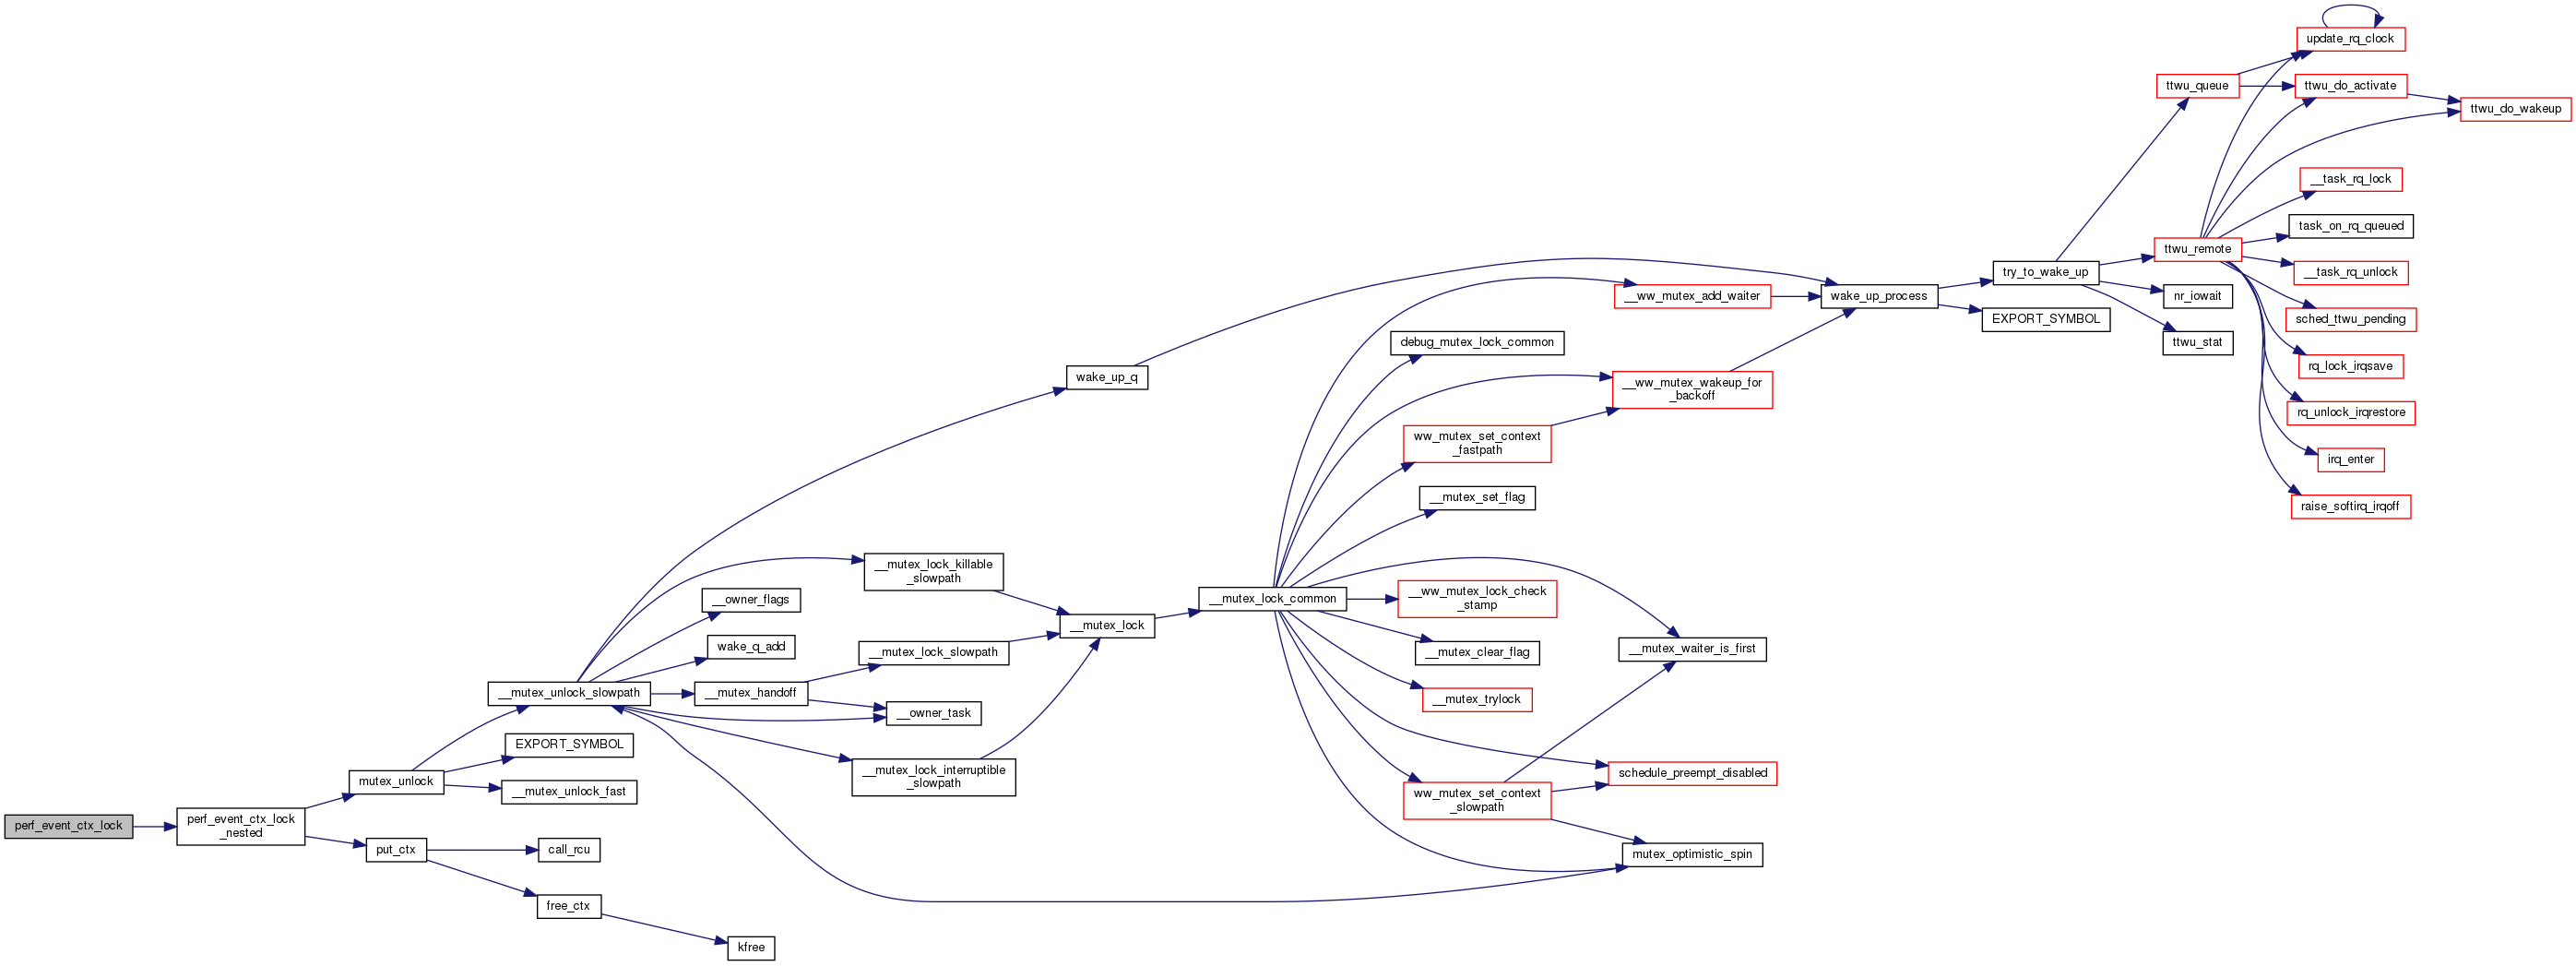 update_rq_clock
ttwu_queue
ttwu_do_activate
ttwu_do_wakeup
__task_rq_lock
task_on_rq_queued
ttwu_remote
__task_rq_unlock
try_to_wake_up
nr_iowait
sched_ttwu_pending
__ww_mutex_add_waiter
wake_up_process
EXPORT_SYMBOL
ttwu_stat
debug_mutex_lock_common
rq_lock_irqsave
wake_up_q
__ww_mutex_wakeup_for
_backoff
rq_unlock_irqrestore
ww_mutex_set_context
_fastpath
irq_enter
__mutex_set_flag
raise_softirq_irqoff
__mutex_lock_killable
_slowpath
__owner_flags
__mutex_lock_common
__ww_mutex_lock_check
_stamp
__mutex_lock
wake_q_add
__mutex_lock_slowpath
__mutex_clear_flag
__mutex_waiter_is_first
__mutex_unlock_slowpath
__mutex_handoff
__mutex_trylock
__owner_task
EXPORT_SYMBOL
mutex_unlock
__mutex_lock_interruptible
_slowpath
schedule_preempt_disabled
__mutex_unlock_fast
ww_mutex_set_context
_slowpath
perf_event_ctx_lock
perf_event_ctx_lock
_nested
put_ctx
call_rcu
mutex_optimistic_spin
free_ctx
kfree